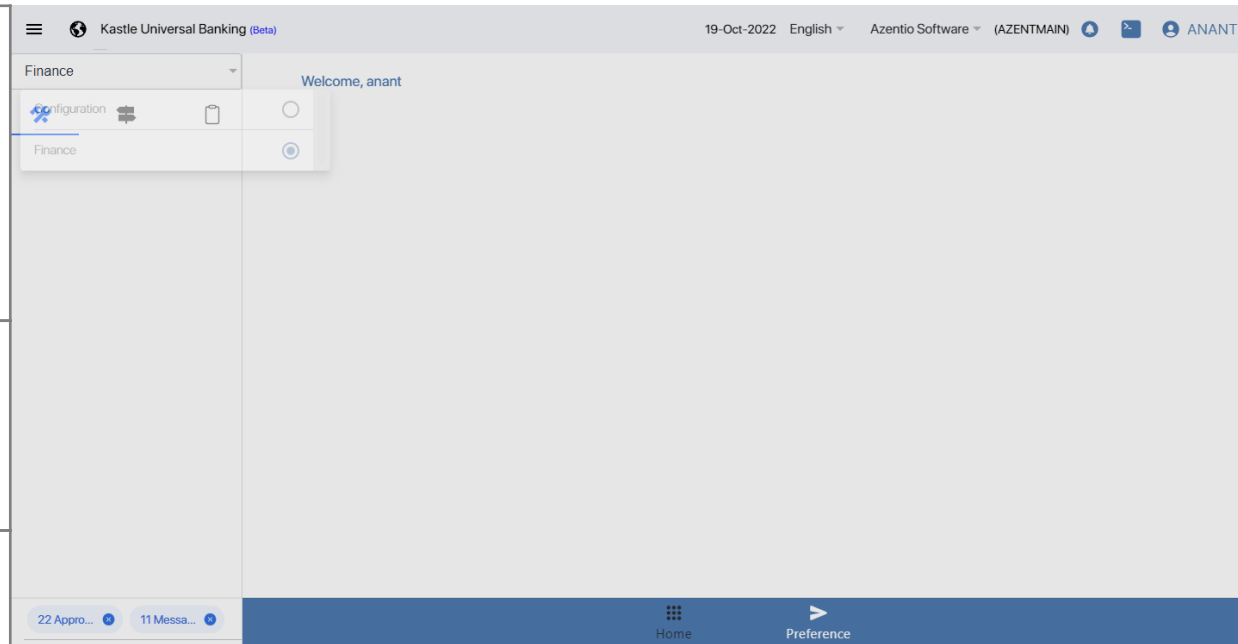 Kastle Universal Banking (Beta) 19-Oct-2022 English Azentio Software (AZENTMAIN) ANANT
Finance
Welcome, anant
Configuration
Finance
22 Appro... 11 Messa...
Home Preference